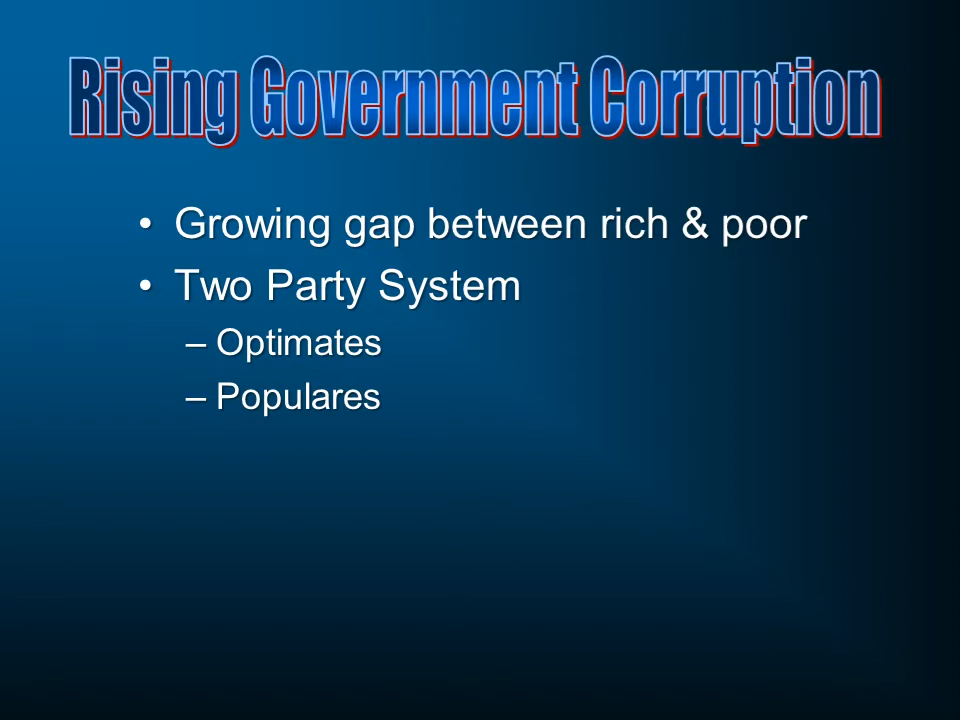 Rising Government Corruption
• Growing gap between rich & poor
• Two Party System
– Optimates
– Populares